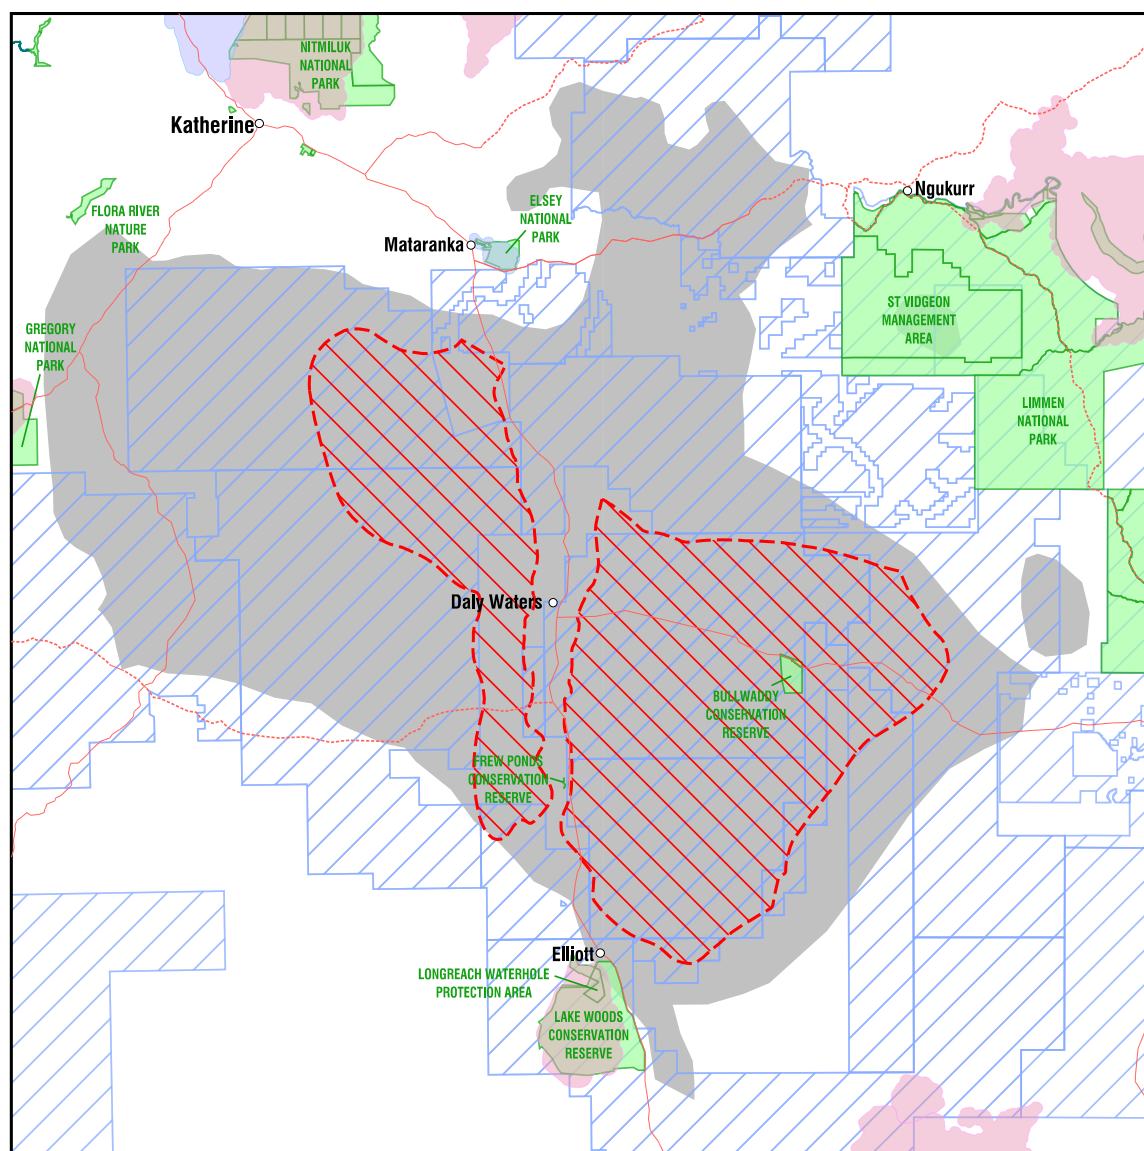 NITMILUK
NATIONAL
PARK
Katherine
FLORA RIVER
NATURE
PARK
ELSEY
NATIONAL
PARK
Mataranka
Ngukurr
ST VIDGEON
MANAGEMENT
AREA
GREGORY
NATIONAL
PARK
LIMMEN
NATIONAL
PARK
Daly Waters
BULLWADDY
CONSERVATION
RESERVE
FREW PONDS
CONSERVATION
RESERVE
Elliott
LONGREACH WATERHOLE
PROTECTION AREA
LAKE WOODS
CONSERVATION
RESERVE